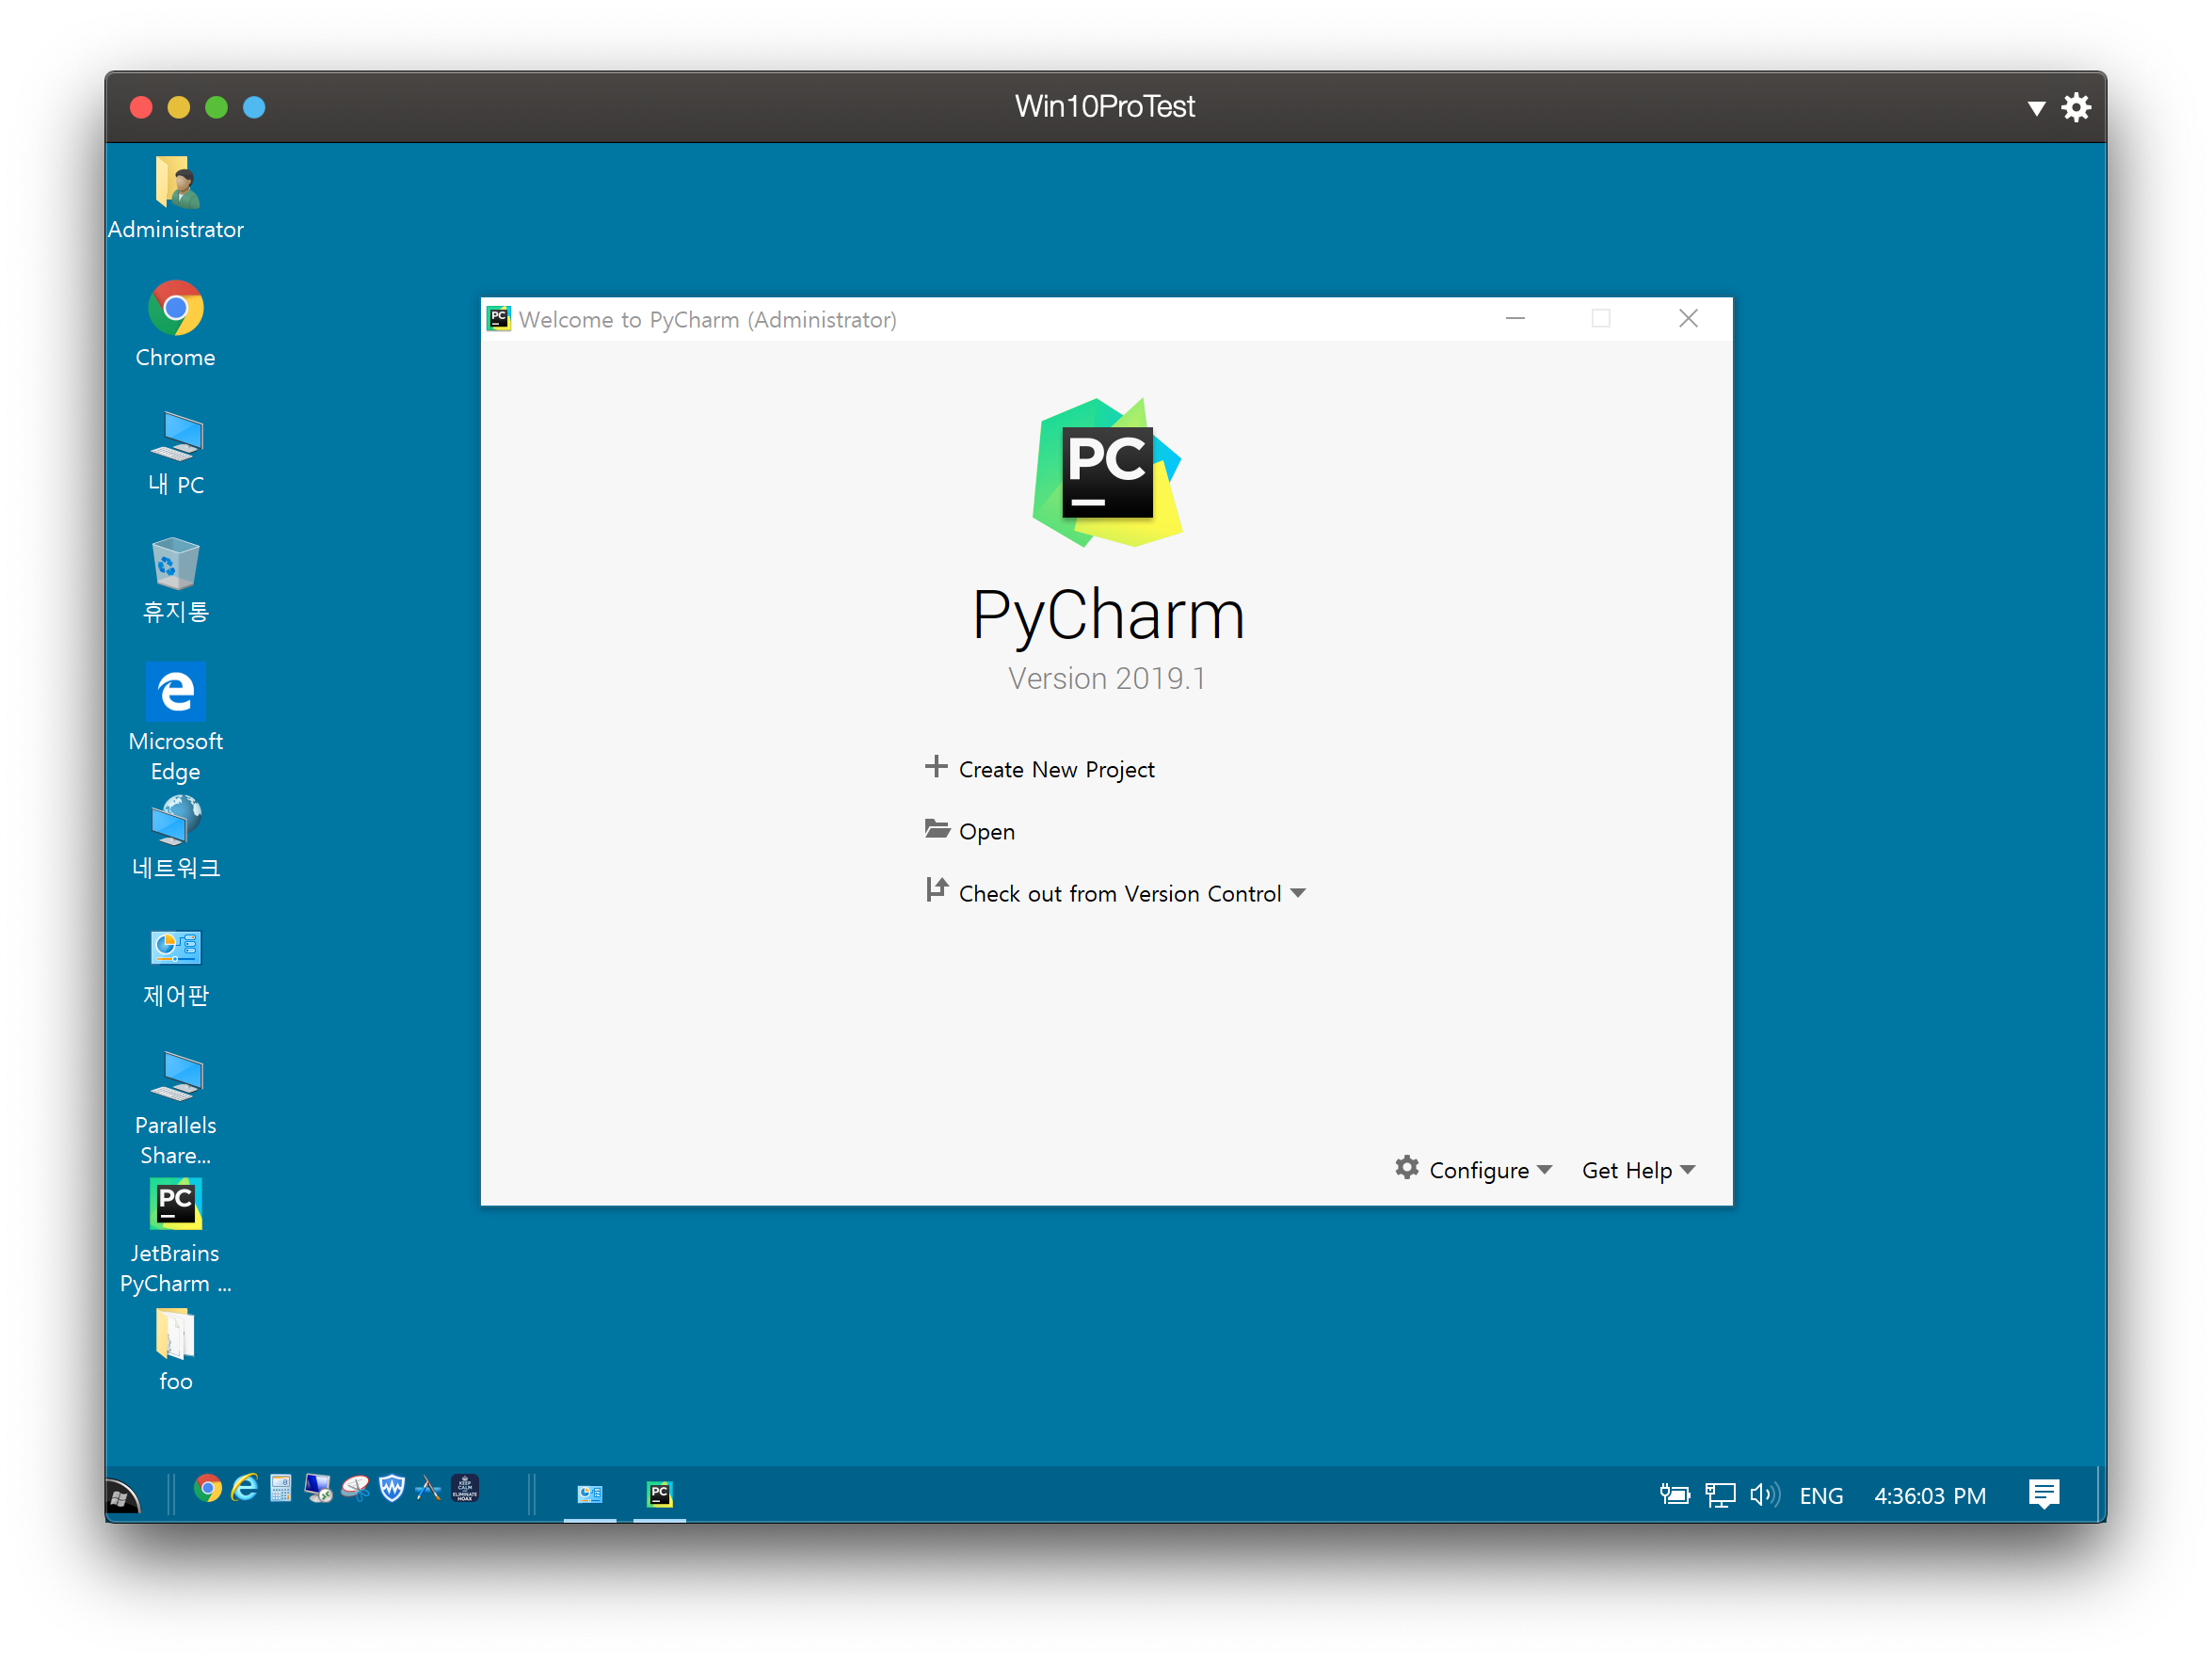 Win10ProTest
Administrator
Chrome
내 PC
휴지통
Microsoft
Edge
네트워크
제어판
Parallels
Share...
JetBrains
PyCharm ...
foo
Welcome to PyCharm (Administrator)
PC
PyCharm
Version 2019.1
Create New Project
Open
Check out from Version Control
Configure
Get Help
ENG
4:36:03 PM